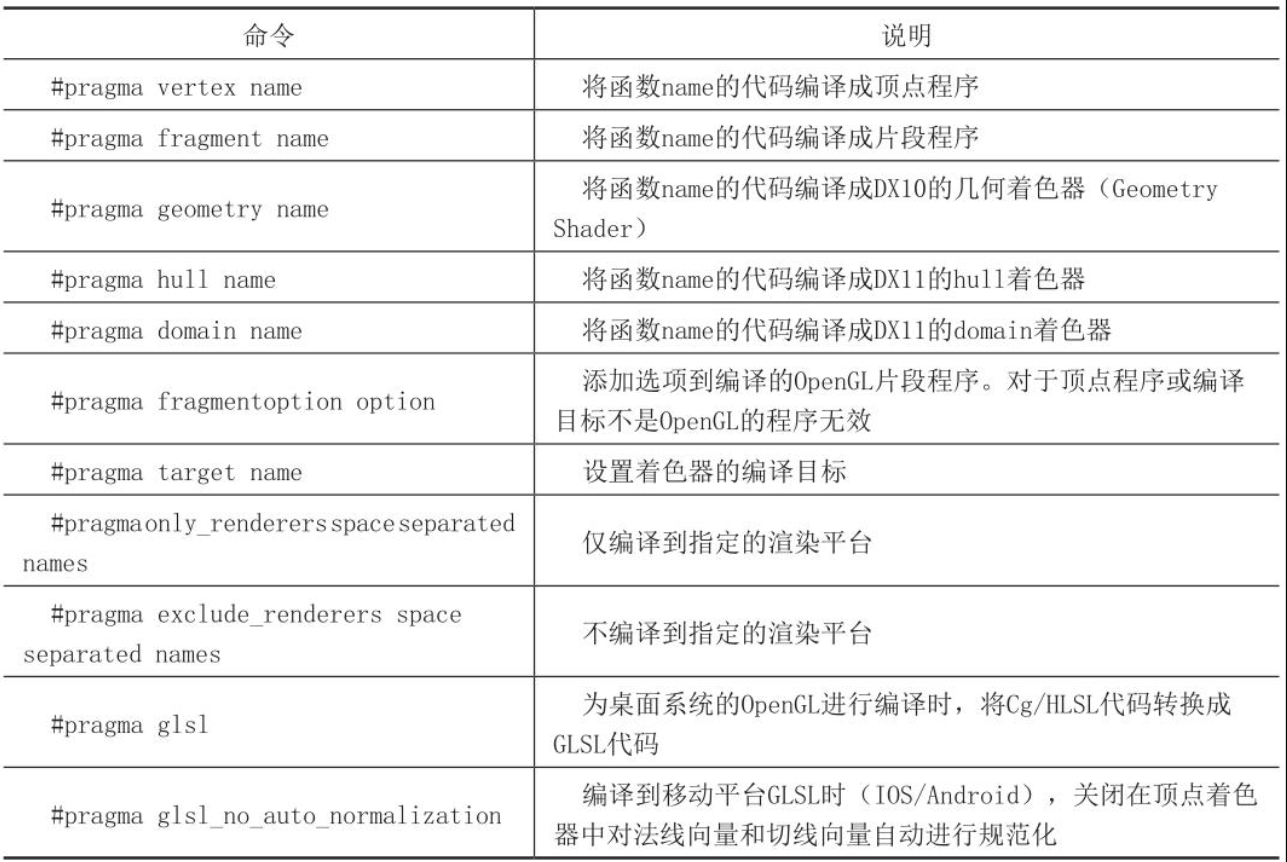 命令 说明
#pragma vertex name 将函数name的代码编译成顶点程序
#pragma fragment name 将函数name的代码编译成片段程序
#pragma geometry name 将函数name的代码编译成DX10的几何着色器（Geometry
Shader）
#pragma hull name 将函数name的代码编译成DX11的hull着色器
#pragma domain name 将函数name的代码编译成DX11的domain着色器
#pragma fragmentoption option 添加选项到编译的OpenGL片段程序。对于顶点程序或编译
目标不是OpenGL的程序无效
#pragma target name 设置着色器的编译目标
#pragma only_renderers space separated
names
仅编译到指定的渲染平台
#pragma exclude_renderers space
separated names
不编译到指定的渲染平台
#pragma glsl 为桌面系统的OpenGL进行编译时，将Cg/HLSL代码转换成
GLSL代码
#pragma glsl_no_auto_normalization 编译到移动平台GLSL时（IOS/Android），关闭在顶点着色
器中对法线向量和切线向量自动进行规范化